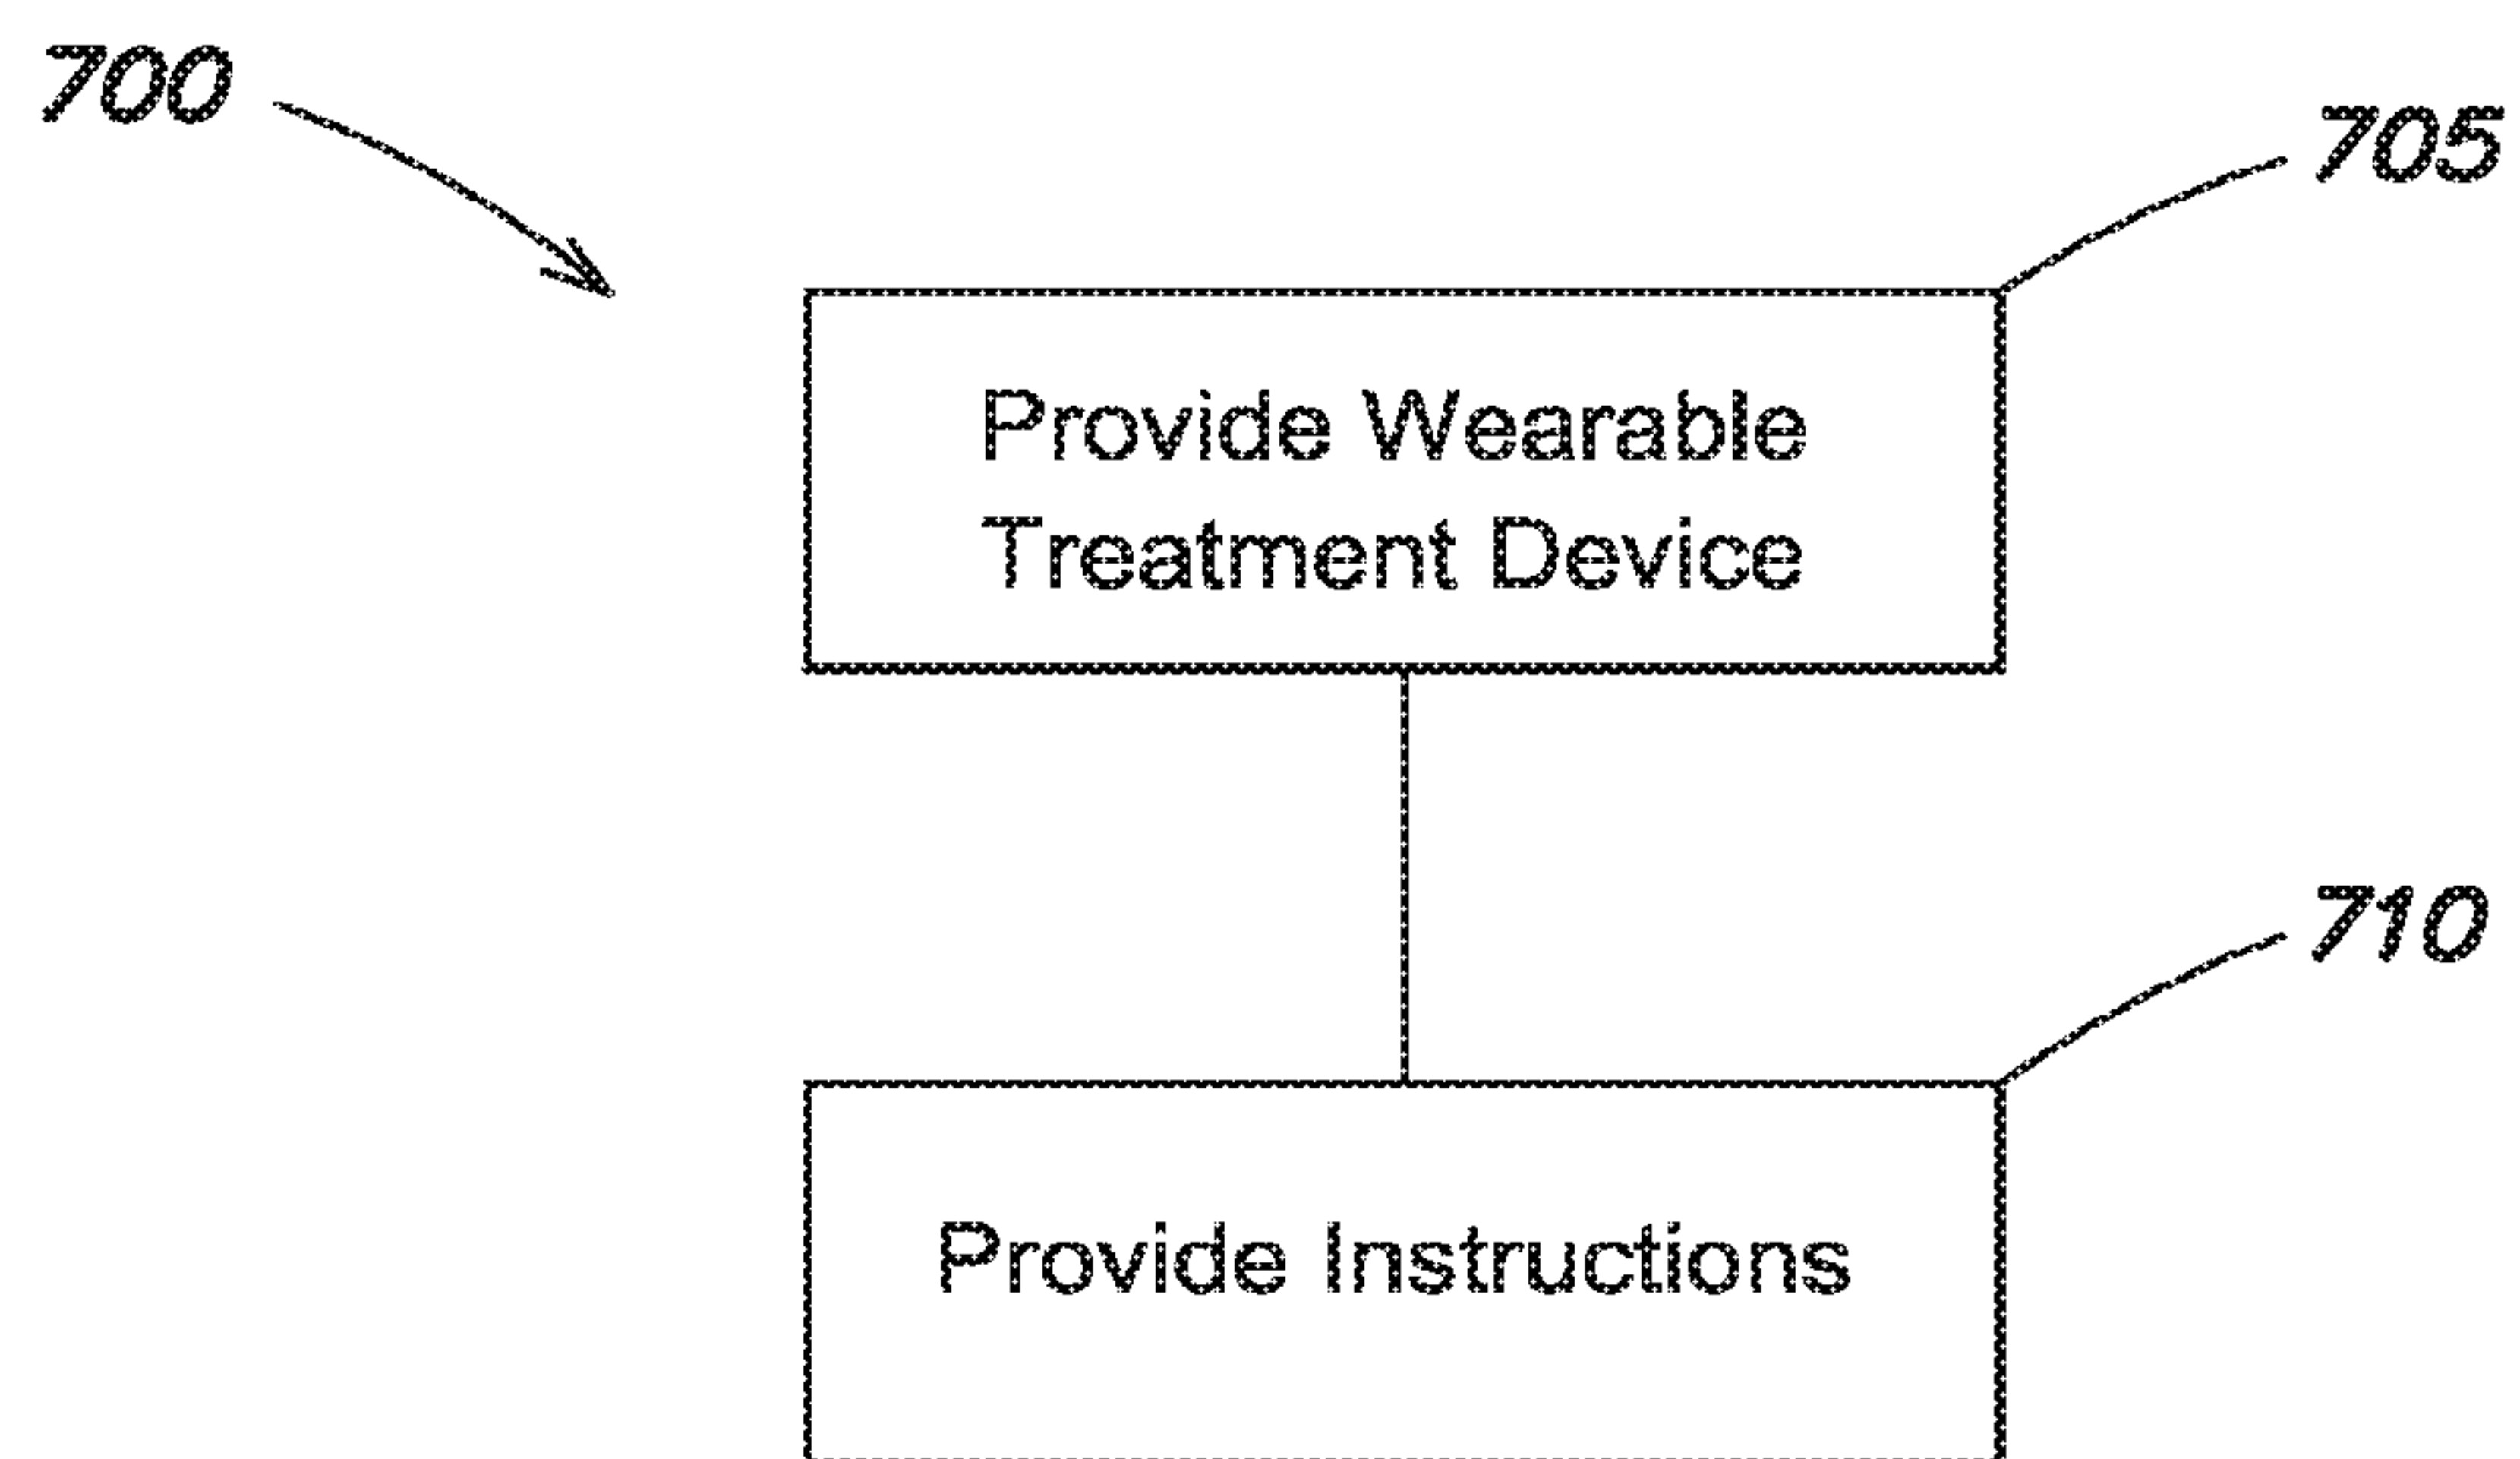 700
705
Provide Wearable
Treatment Device
710
Provide Instructions